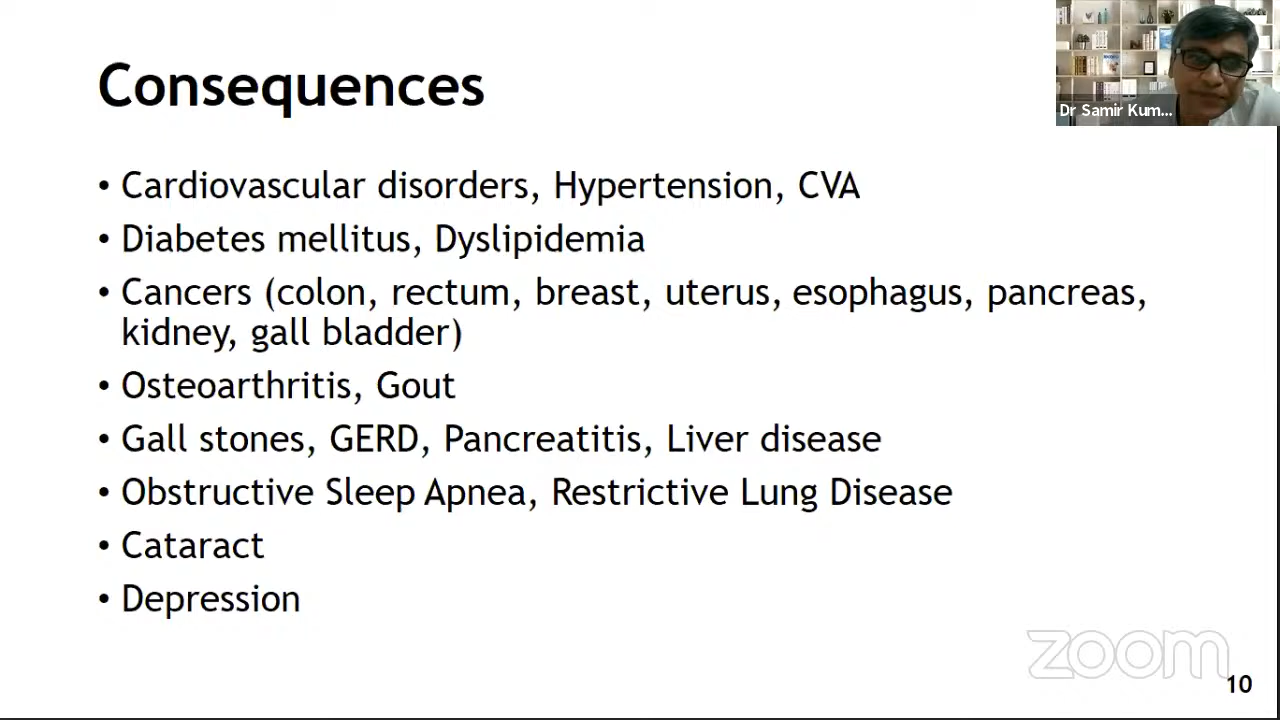 Consequences
Dr Samir Kum...
• Cardiovascular disorders, Hypertension, CVA
• Diabetes mellitus, Dyslipidemia
• Cancers (colon, rectum, breast, uterus, esophagus, pancreas,
kidney, gall bladder)
• Osteoarthritis, Gout
• Gall stones, GERD, Pancreatitis, Liver disease
• Obstructive Sleep Apnea, Restrictive Lung Disease
• Cataract
• Depression
zoom
10